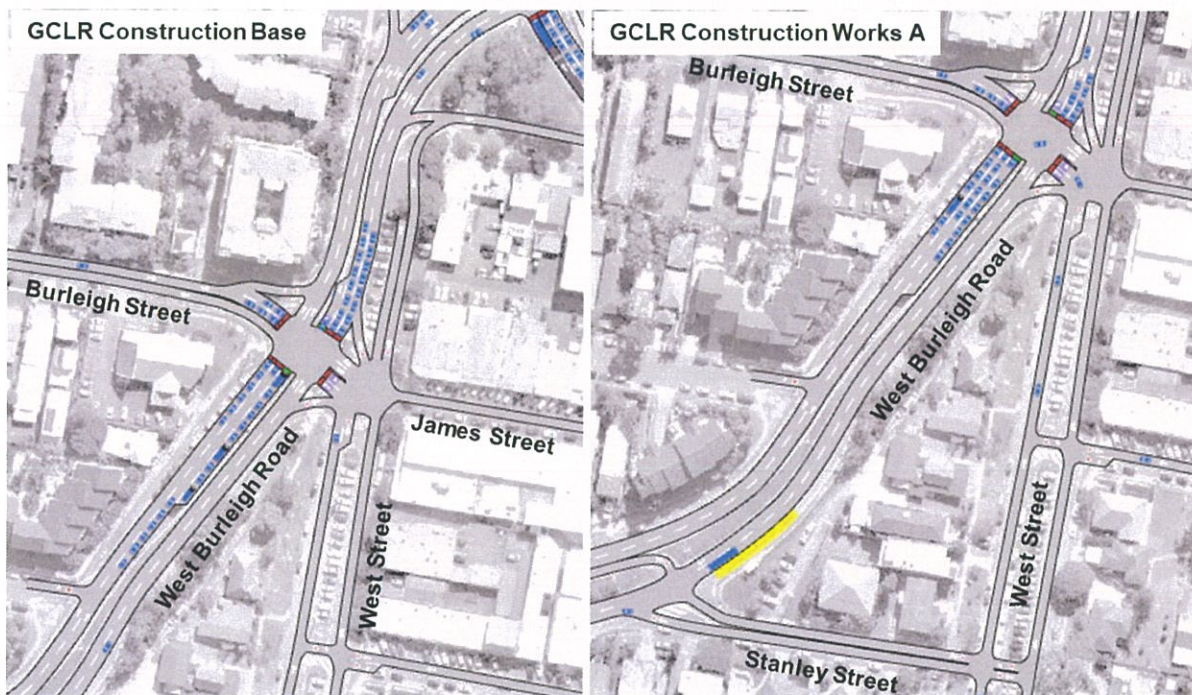 GCLR Construction Base
Burleigh Street
West Burleigh Road
James Street
West Street
GCLR Construction Works A
Burleigh Street
West Burleigh Road
West Street
Stanley Street